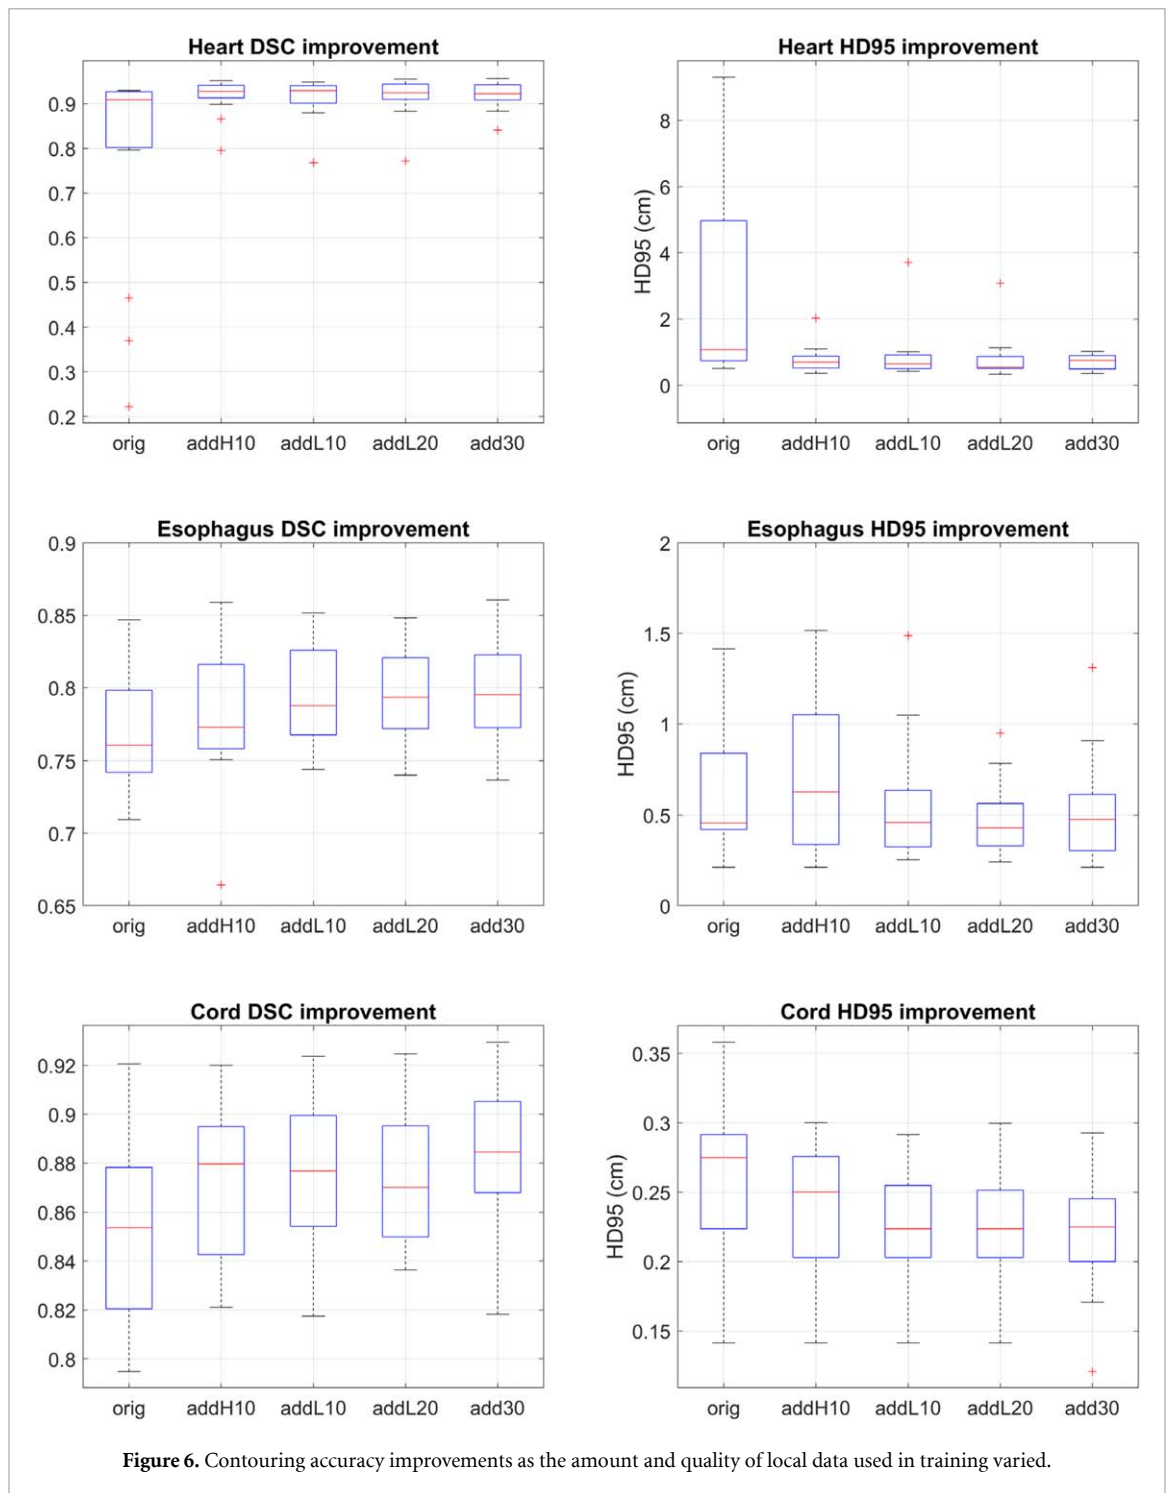 Heart DSC improvement
0.9
0.8
0.7
0.6
0.5
0.4
0.3
0.2
orig addH10 addL10 addL20 add30
Heart HD95 improvement
HD95 (cm)
8
6
4
2
0
orig addH10 addL10 addL20 add30
Esophagus DSC improvement
0.9
0.85
0.8
0.75
0.7
0.65
orig addH10 addL10 addL20 add30
Esophagus HD95 improvement
HD95 (cm)
2
1.5
1
0.5
0
orig addH10 addL10 addL20 add30
Cord DSC improvement
0.92
0.9
0.88
0.86
0.84
0.82
0.8
orig addH10 addL10 addL20 add30
Cord HD95 improvement
HD95 (cm)
0.35
0.3
0.25
0.2
0.15
orig addH10 addL10 addL20 add30
Figure 6. Contouring accuracy improvements as the amount and quality of local data used in training varied.